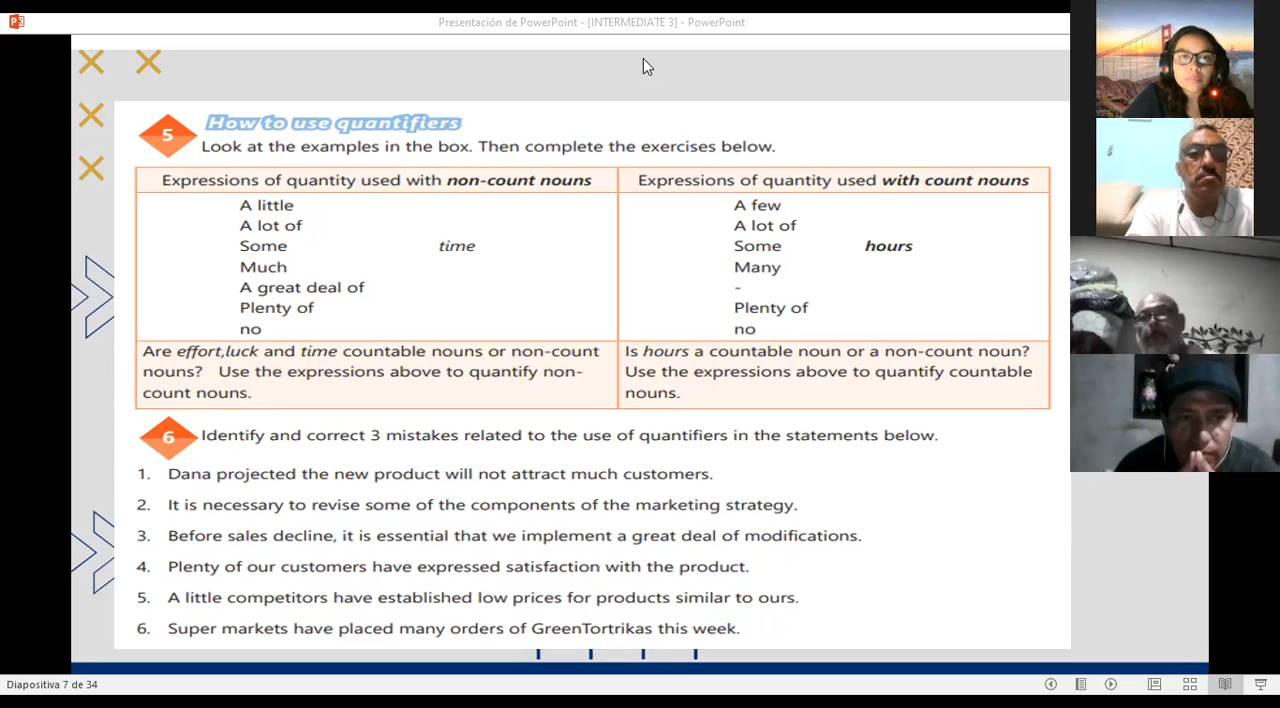 Presentación de PowerPoint - [INTERMEDIATE 3] - PowerPoint
5 How to use quantifiers
Look at the examples in the box. Then complete the exercises below.
Expressions of quantity used with non-count nouns
A little
A lot of
Some time
Much
A great deal of
Plenty of
no
Are effort,luck and time countable nouns or non-count
nouns? Use the expressions above to quantify non-
count nouns.
Expressions of quantity used with count nouns
A few
A lot of
Some hours
Many
-
Plenty of
no
Is hours a countable noun or a non-count noun?
Use the expressions above to quantify countable
nouns.
6 Identify and correct 3 mistakes related to the use of quantifiers in the statements below.
1. Dana projected the new product will not attract much customers.
2. It is necessary to revise some of the components of the marketing strategy.
3. Before sales decline, it is essential that we implement a great deal of modifications.
4. Plenty of our customers have expressed satisfaction with the product.
5. A little competitors have established low prices for products similar to ours.
6. Super markets have placed many orders of GreenTortrikas this week.
Diapositiva 7 de 34